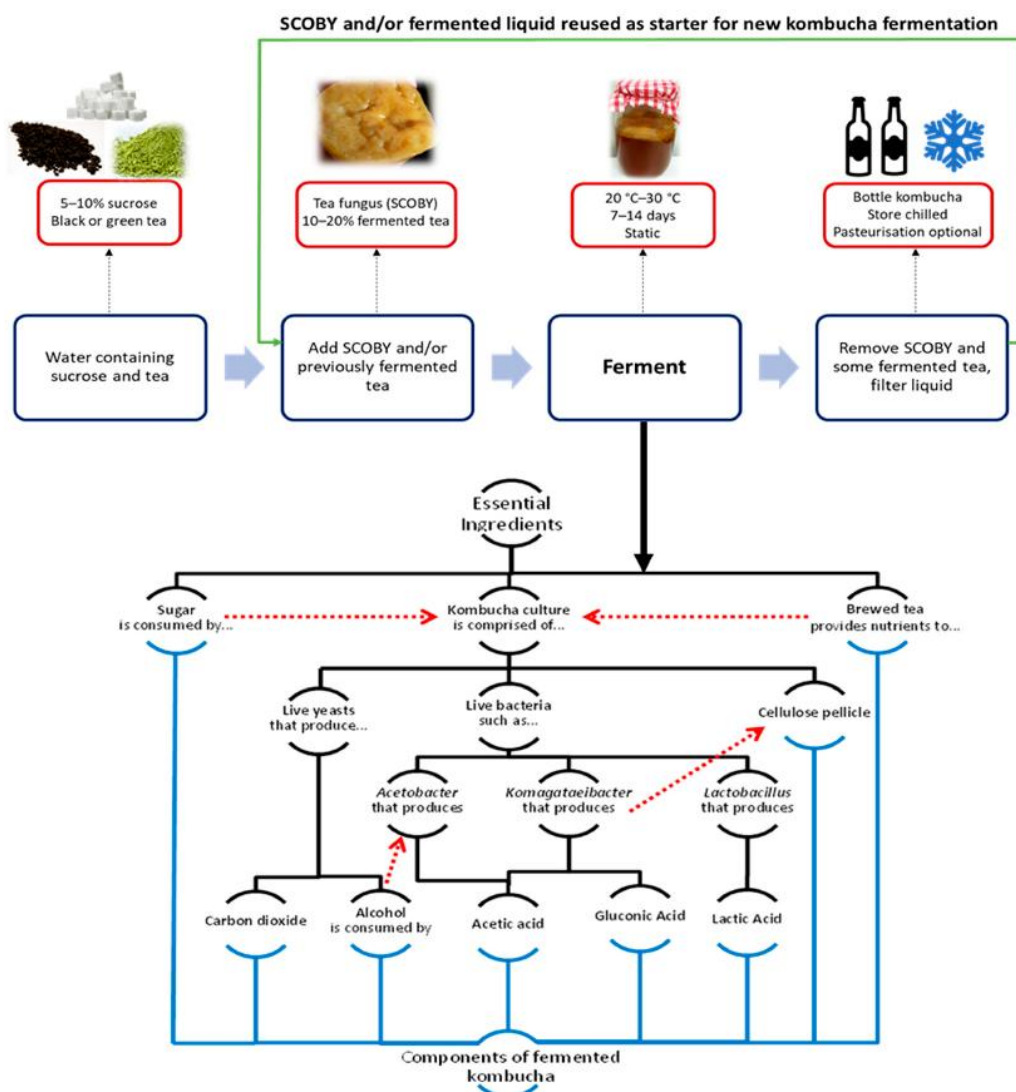 SCOBY and/or fermented liquid reused as starter for new kombucha fermentation
5–10% sucrose
Black or green tea
Tea fungus (SCOBY)
10–20% fermented tea
20 °C–30 °C
7–14 days
Static
Bottle kombucha
Store chilled
Pasteurisation optional
Water containing
sucrose and tea
Add SCOBY and/or
previously fermented
tea
Ferment
Remove SCOBY and
some fermented tea,
filter liquid
Essential
Ingredients
Sugar
is consumed by...
Kombucha culture
is comprised of...
Brewed tea
provides nutrients to...
Live yeasts
that produce...
Live bacteria
such as...
Cellulose pellicle
Acetobacter
that produces
Komagataeibacter
that produces
Lactobacillus
that produces
Carbon dioxide
Alcohol
is consumed by
Acetic acid
Gluconic Acid
Lactic Acid
Components of fermented
kombucha